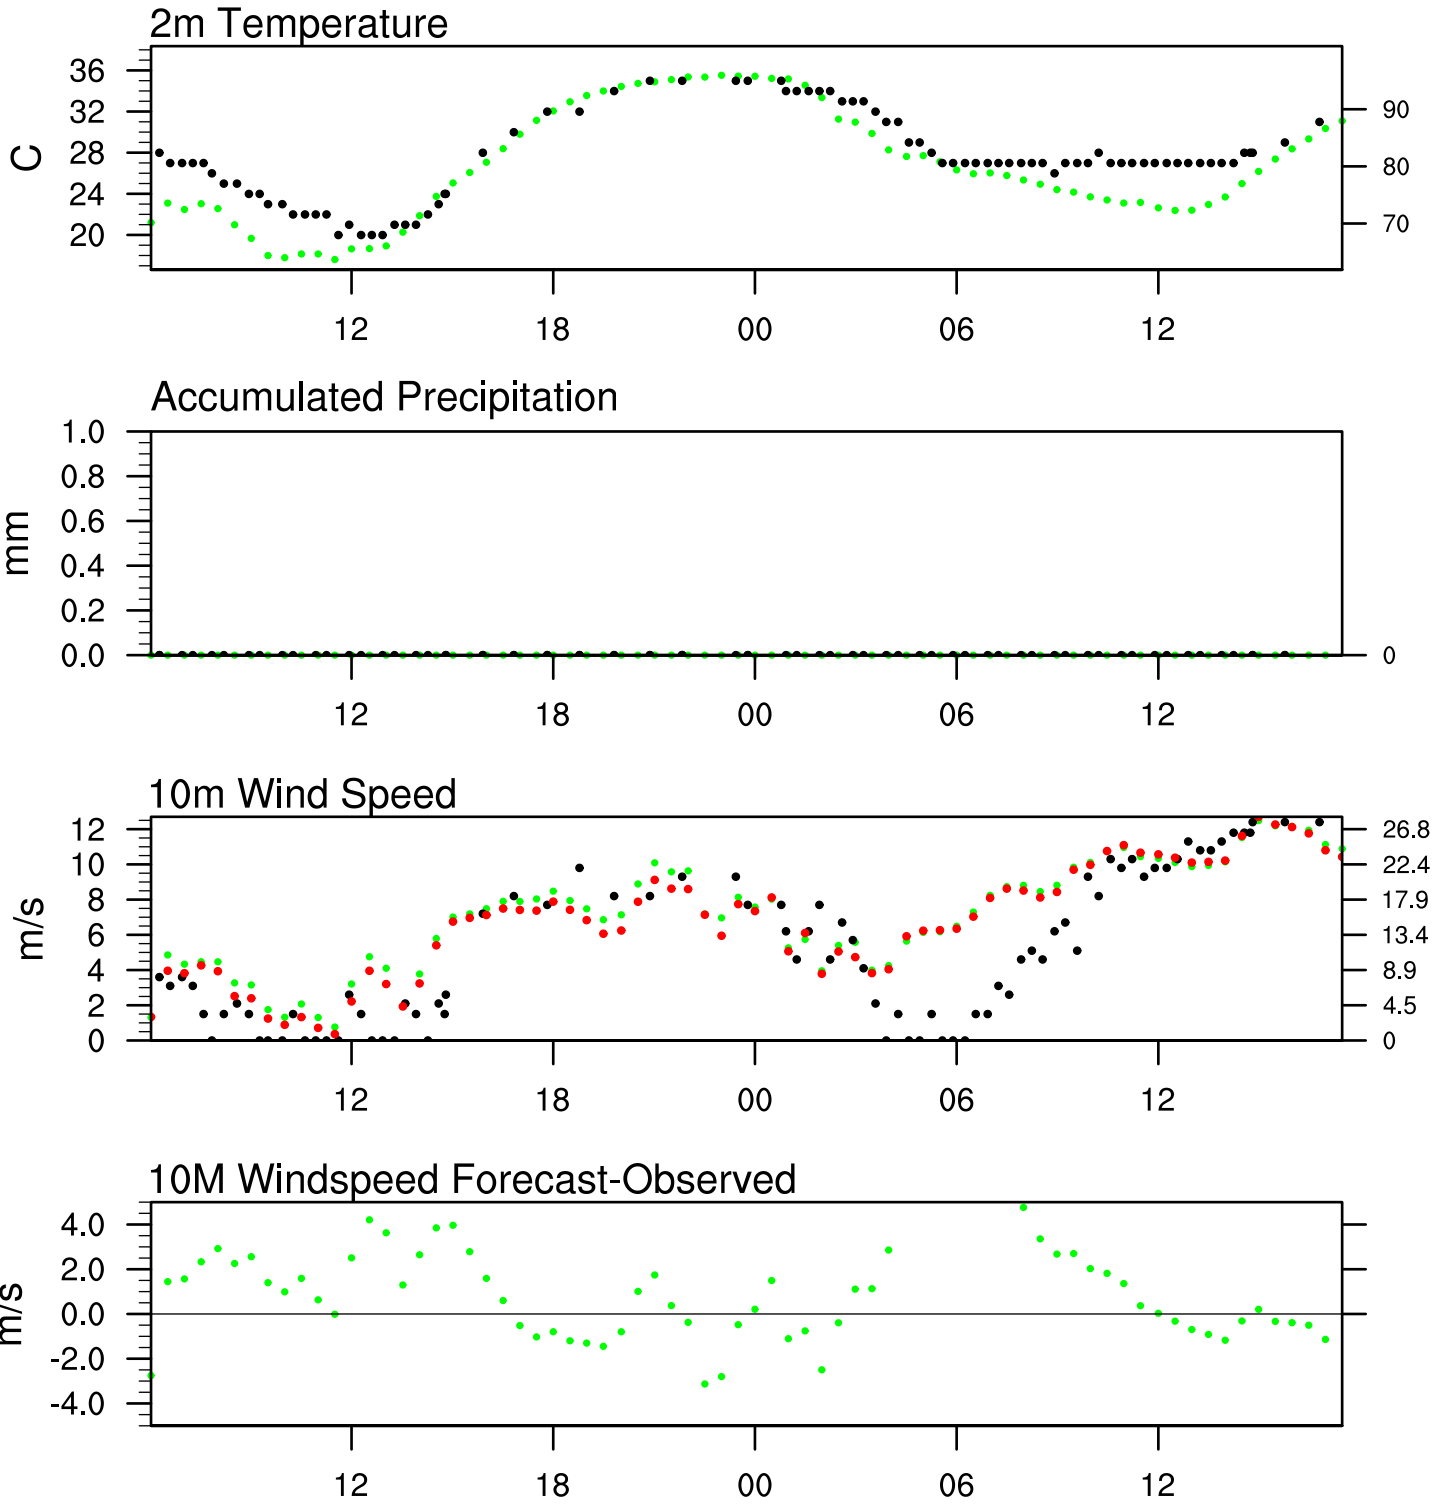 2m Temperature
36
32
28
24
20
C
90
80
70
12 18 00 06 12
Accumulated Precipitation
1.0
0.8
0.6
0.4
0.2
0.0
mm
0
12 18 00 06 12
10m Wind Speed
12
10
8
6
4
2
0
m/s
26.8
22.4
17.9
13.4
8.9
4.5
0
12 18 00 06 12
10M Windspeed Forecast-Observed
4.0
2.0
0.0
-2.0
-4.0
m/s
12 18 00 06 12